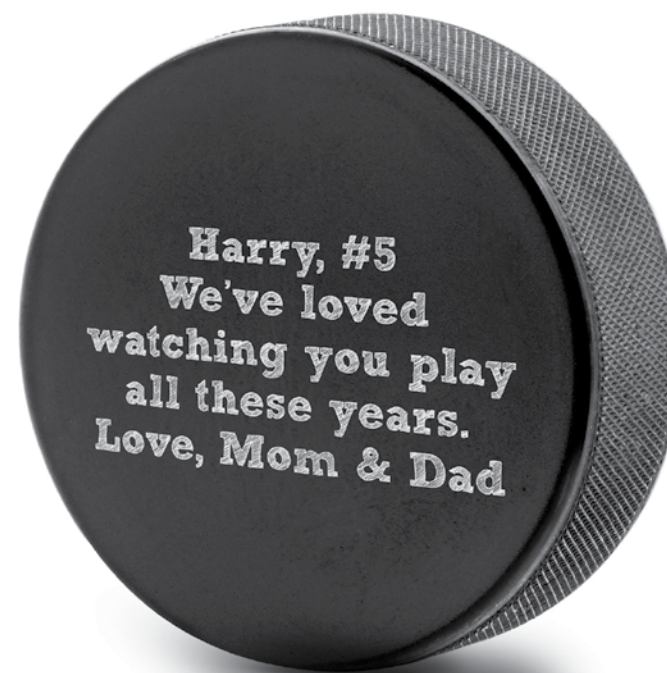 Harry, #5
We've loved
watching you play
all these years.
Love, Mom & Dad